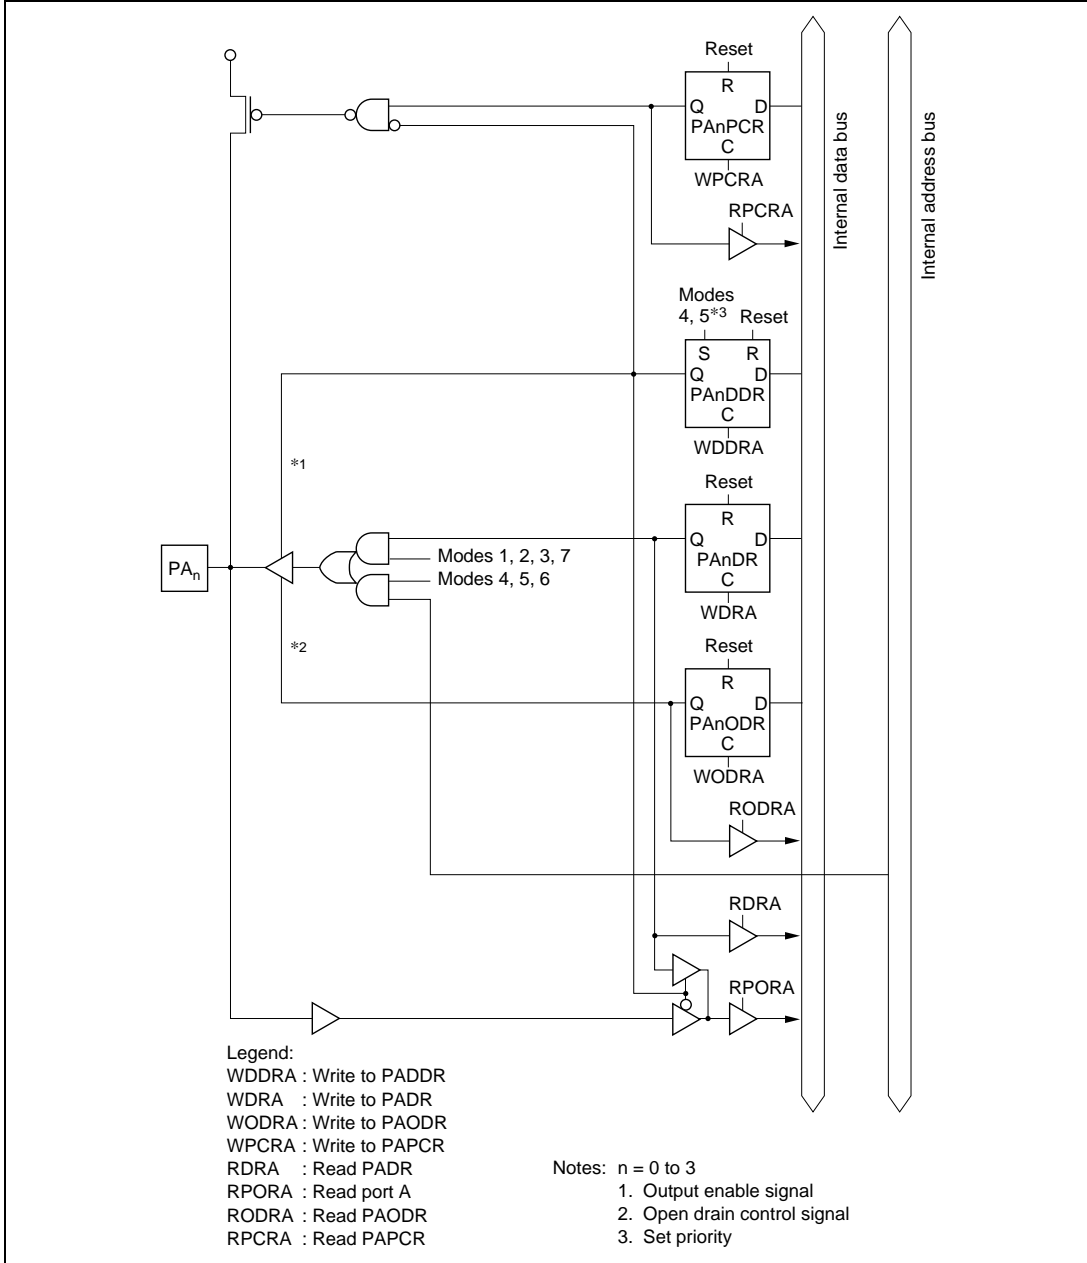 Reset
R
Q D
PAnPCR
C
WPCRA
RPCRA
Internal data bus
Internal address bus
Modes
4, 5*3 Reset
S R
Q D
PAnDDR
C
WDDRA
*1
Reset
R
Q D
PAnDR
C
WDRA
Modes 1, 2, 3, 7
Modes 4, 5, 6
PAn
*2
Reset
R
Q D
PAnODR
C
WODRA
RODRA
RDRA
RPORA
Legend:
WDDRA : Write to PADDR
WDRA : Write to PADR
WODRA : Write to PAODR
WPCRA : Write to PAPCR
RDRA : Read PADR
RPORA : Read port A
RODRA : Read PAODR
RPCRA : Read PAPCR
Notes: n = 0 to 3
1. Output enable signal
2. Open drain control signal
3. Set priority